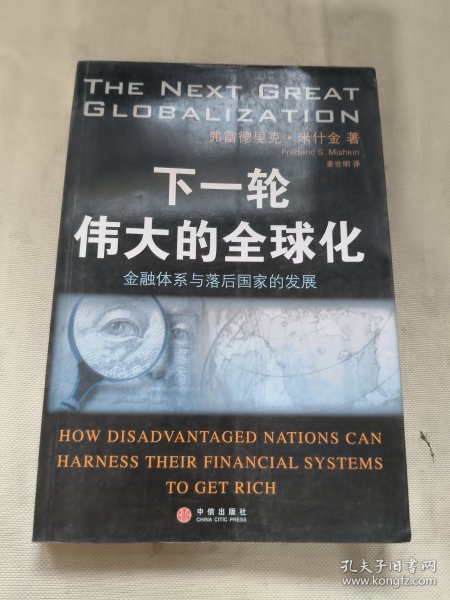 THE NEXT GREAT
GLOBALIZATION
弗雷德里克·米什金 著
Frederic S. Mishkin
姜世明 译
下一轮
伟大的全球化
金融体系与落后国家的发展
HOW DISADVANTAGED NATIONS CAN
HARNESS THEIR FINANCIAL SYSTEMS
TO GET RICH
中信出版社
CHINA CITIC PRESS
孔夫子旧书网
www.kongfz.com